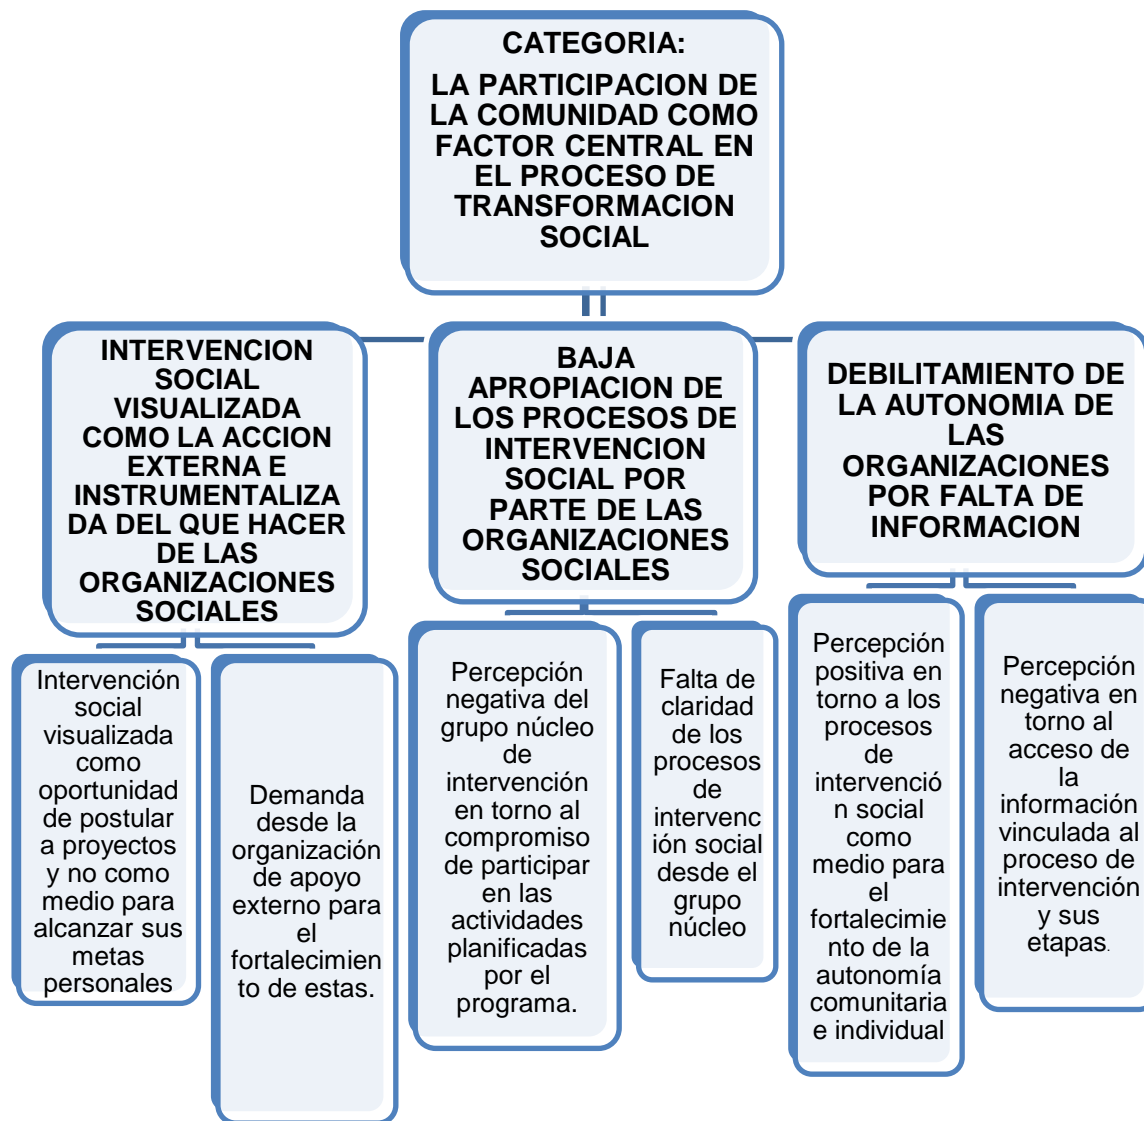 CATEGORIA:
LA PARTICIPACION DE
LA COMUNIDAD COMO
FACTOR CENTRAL EN
EL PROCESO DE
TRANSFORMACION
SOCIAL
INTERVENCION
SOCIAL
VISUALIZADA
COMO LA ACCION
EXTERNA E
INSTRUMENTALIZA
DA DEL QUE HACER
DE LAS
ORGANIZACIONES
SOCIALES
BAJA
APROPIACION DE
LOS PROCESOS DE
INTERVENCION
SOCIAL POR
PARTE DE LAS
ORGANIZACIONES
SOCIALES
DEBILITAMIENTO DE
LA AUTONOMIA DE
LAS
ORGANIZACIONES
POR FALTA DE
INFORMACION
Intervención
social
visualizada
como
oportunidad
de postular
a proyectos
y no como
medio para
alcanzar sus
metas
personales
Demanda
desde la
organización
de apoyo
externo para
el
fortalecimien
to de estas.
Percepción
negativa del
grupo núcleo
de
intervención
en torno al
compromiso
de participar
en las
actividades
planificadas
por el
programa.
Falta de
claridad
de los
procesos
de
intervenc
ión social
desde el
grupo
núcleo
Percepción
positiva en
torno a los
procesos
de
intervenció
n social
como
medio para
el
fortalecimie
nto de la
autonomía
comunitaria
e individual
Percepción
negativa en
torno al
acceso de
la
información
vinculada al
proceso de
intervención
y sus
etapas.